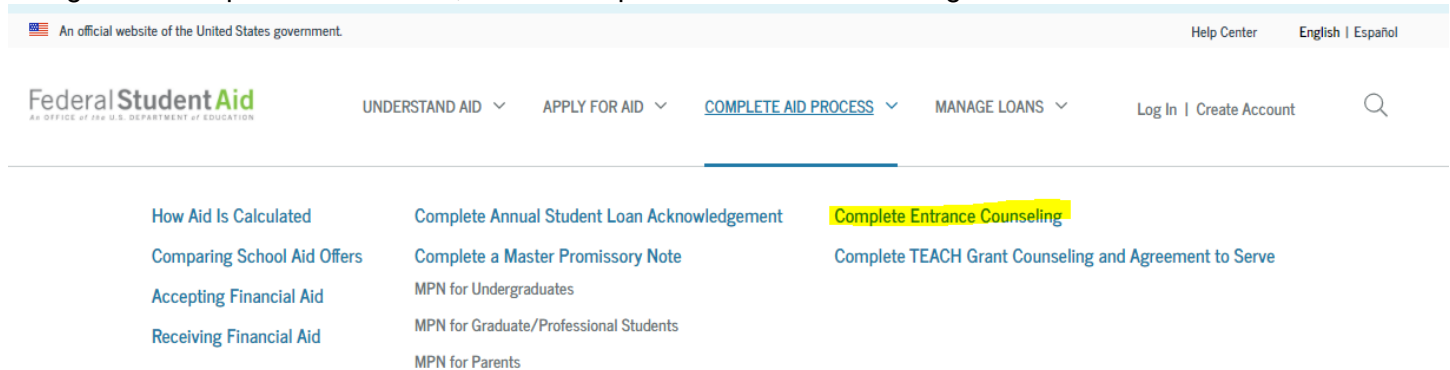 An official website of the United States government.
Help Center English | Español
Federal Student Aid
An OFFICE of the U.S. DEPARTMENT of EDUCATION
UNDERSTAND AID APPLY FOR AID COMPLETE AID PROCESS MANAGE LOANS Log In | Create Account
How Aid Is Calculated
Comparing School Aid Offers
Accepting Financial Aid
Receiving Financial Aid
Complete Annual Student Loan Acknowledgement
Complete a Master Promissory Note
MPN for Undergraduates
MPN for Graduate/Professional Students
MPN for Parents
Complete Entrance Counseling
Complete TEACH Grant Counseling and Agreement to Serve